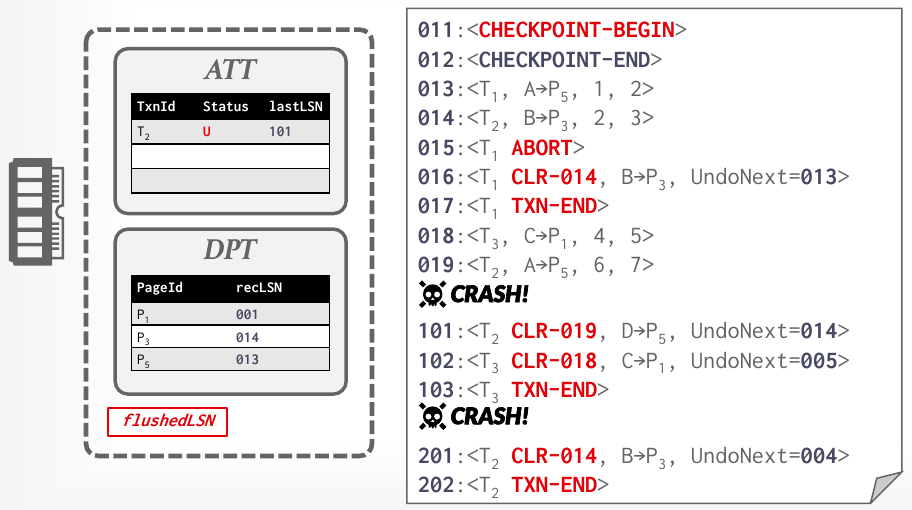 ATT
TxnId Status lastLSN
T2 U 101
DPT
PageId recLSN
P1 001
P3 014
P5 013
flushedLSN
011:<CHECKPOINT-BEGIN>
012:<CHECKPOINT-END>
013:<T1, A→P5, 1, 2>
014:<T2, B→P3, 2, 3>
015:<T1 ABORT>
016:<T1 CLR-014, B→P3, UndoNext=013>
017:<T1 TXN-END>
018:<T3, C→P1, 4, 5>
019:<T2, A→P5, 6, 7>
CRASH!
101:<T2 CLR-019, D→P5, UndoNext=014>
102:<T3 CLR-018, C→P1, UndoNext=005>
103:<T3 TXN-END>
CRASH!
201:<T2 CLR-014, B→P3, UndoNext=004>
202:<T2 TXN-END>